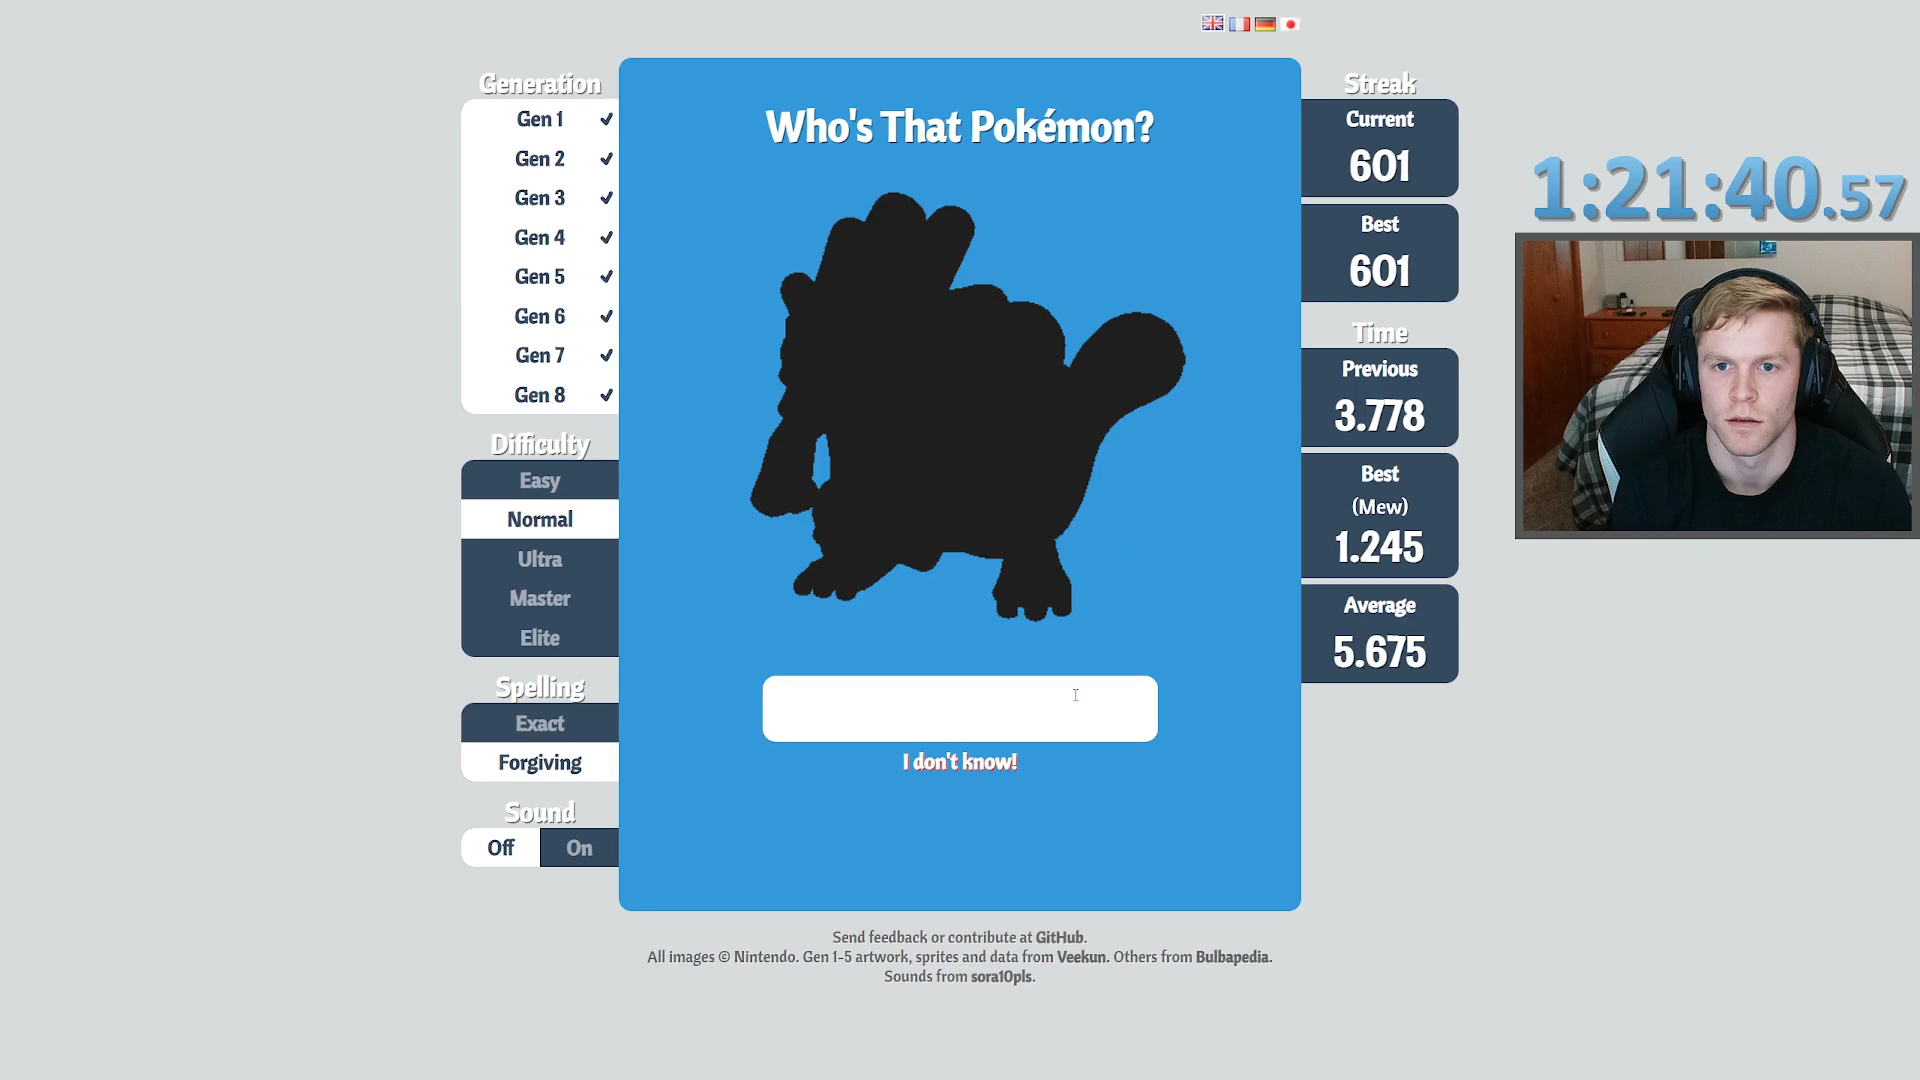 Generation
Gen 1
Gen 2
Gen 3
Gen 4
Gen 5
Gen 6
Gen 7
Gen 8
Difficulty
Easy
Normal
Ultra
Master
Elite
Spelling
Exact
Forgiving
Sound
Off On
Who's That Pokémon?
I don't know!
Streak
Current
601
Best
601
Time
Previous
3.778
Best
(Mew)
1.245
Average
5.675
1:21:40.57
Send feedback or contribute at GitHub.
All images © Nintendo. Gen 1-5 artwork, sprites and data from Veekun. Others from Bulbapedia.
Sounds from sora10pls.